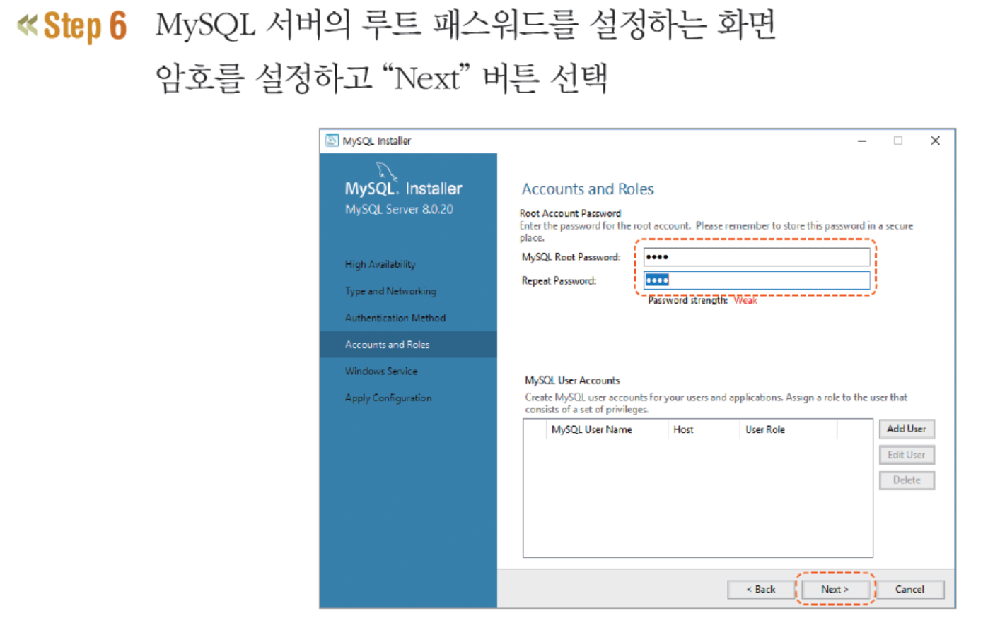 ≪Step 6 MySQL 서버의 루트 패스워드를 설정하는 화면
암호를 설정하고 “Next” 버튼 선택
MySQL Installer
MySQL. Installer
MySQL Server 8.0.20
High Availability
Type and Networking
Authentication Method
Accounts and Roles
Windows Service
Apply Configuration
Accounts and Roles
Root Account Password
Enter the password for the root account. Please remember to store this password in a secure
place.
MySQL Root Password: ••••
Repeat Password: ••••
Password strength: Weak
MySQL User Accounts
Create MySQL user accounts for your users and applications. Assign a role to the user that
consists of a set of privileges.
MySQL User Name Host User Role
Add User
Edit User
Delete
< Back Next > Cancel